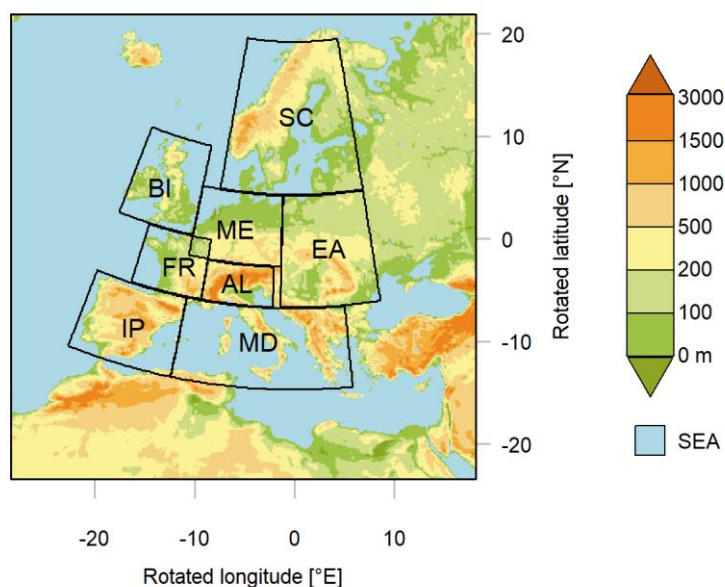 SC
BI
ME
EA
FR
AL
IP
MD
20
10
0
-10
-20
Rotated latitude [°N]
-20
-10
0
10
Rotated longitude [°E]
3000
1500
1000
500
200
100
0 m
SEA